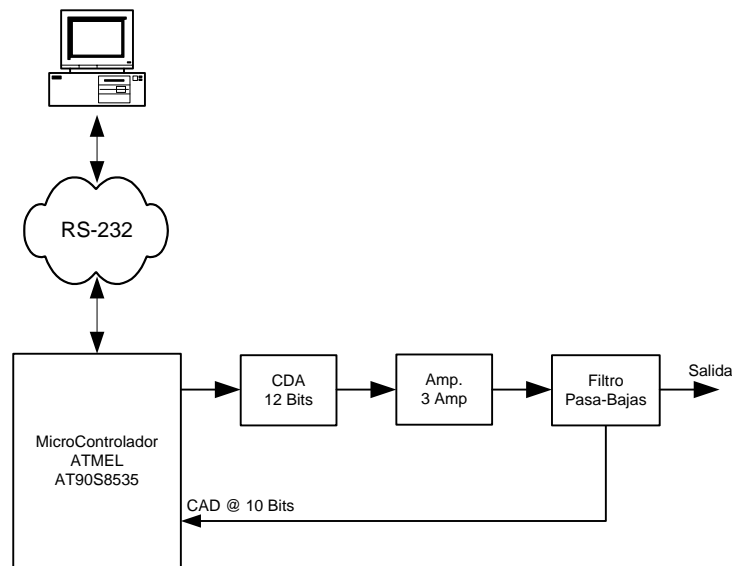 RS-232
MicroControlador
ATMEL
AT90S8535
CDA
12 Bits
Amp.
3 Amp
Filtro
Pasa-Bajas
Salida
CAD @ 10 Bits